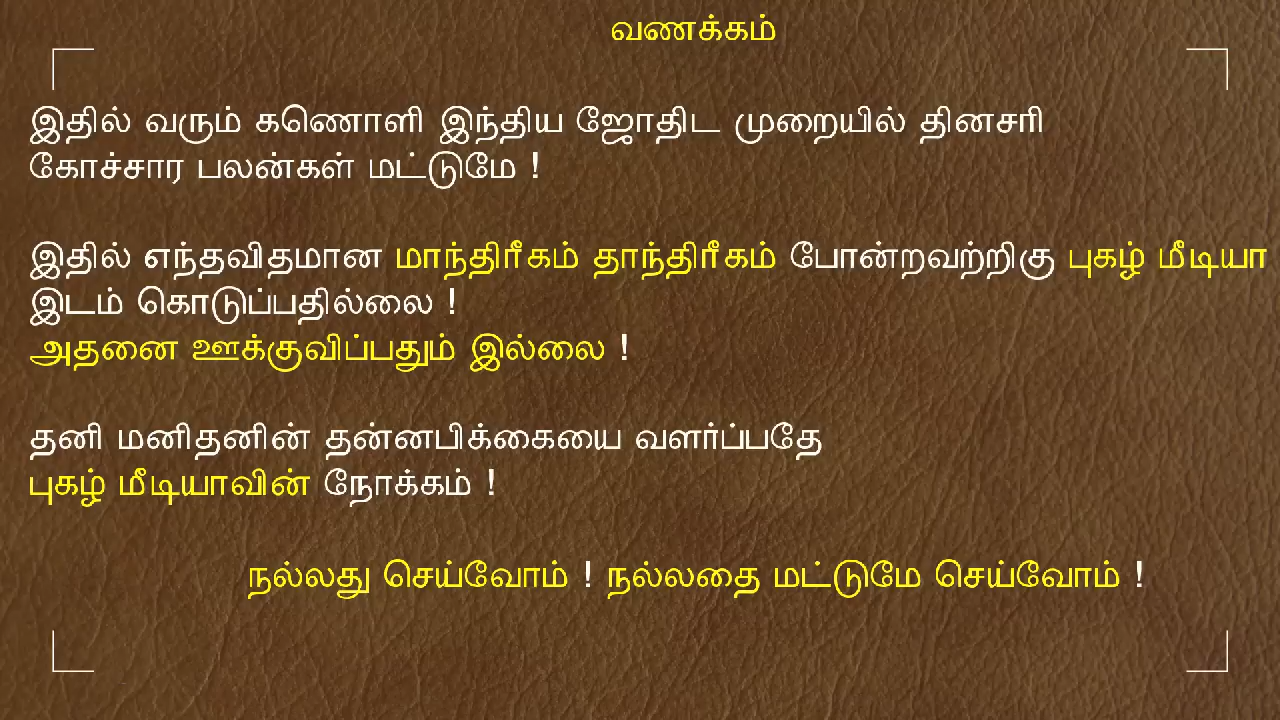 வணக்கம்
இதில் வரும் கணொளி இந்திய ஜோதிட முறையில் தினசரி
கோச்சார பலன்கள் மட்டுமே !
இதில் எந்தவிதமான மாந்திரீகம் தாந்திரீகம் போன்றவற்றிகு புகழ் மீடியா
இடம் கொடுப்பதில்லை !
அதனை ஊக்குவிப்பதும் இல்லை !
தனி மனிதனின் தன்னபிக்கையை வளர்ப்பதே
புகழ் மீடியாவின் நோக்கம் !
நல்லது செய்வோம் ! நல்லதை மட்டுமே செய்வோம் !